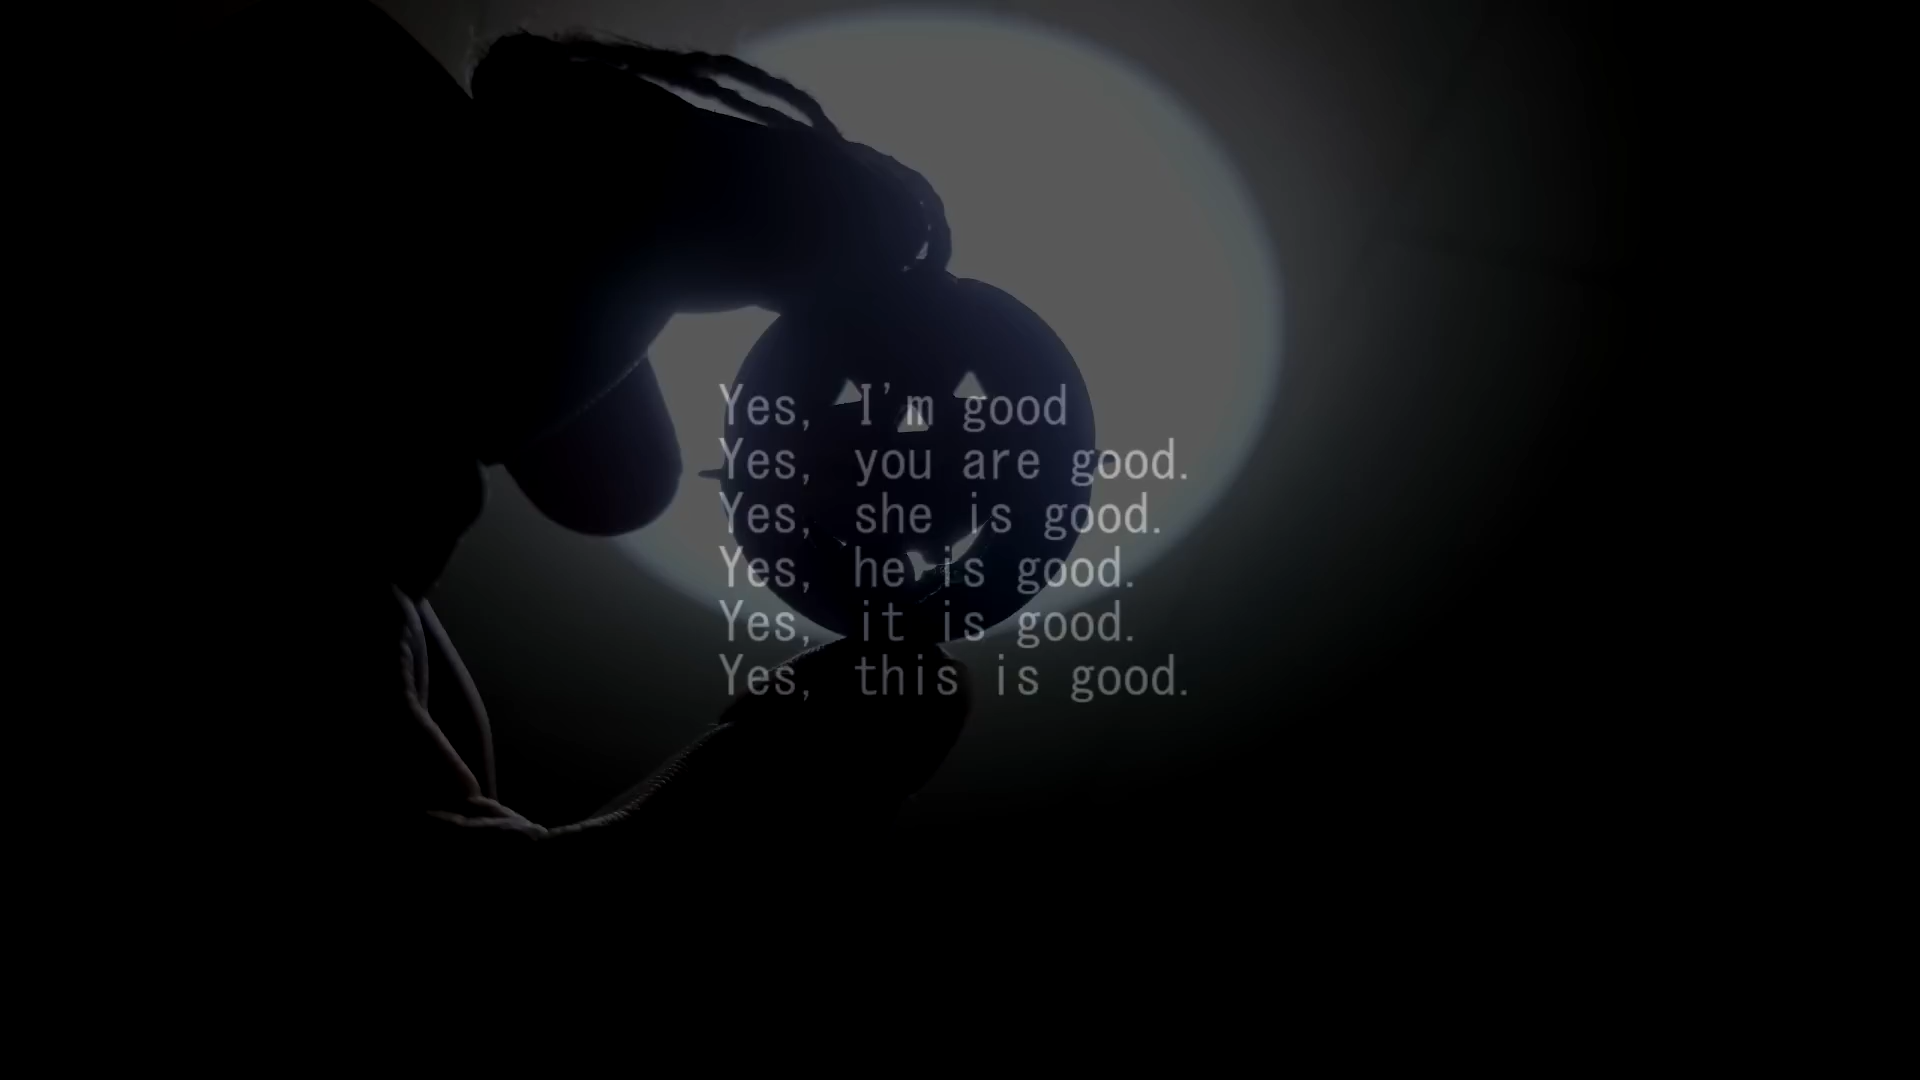 Yes, I'm good
Yes, you are good.
Yes, she is good.
Yes, he is good.
Yes, it is good.
Yes, this is good.